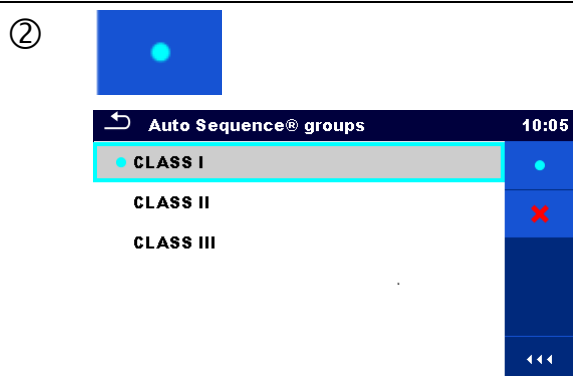 ②
Auto Sequence® groups 10:05
CLASS I
CLASS II
CLASS III